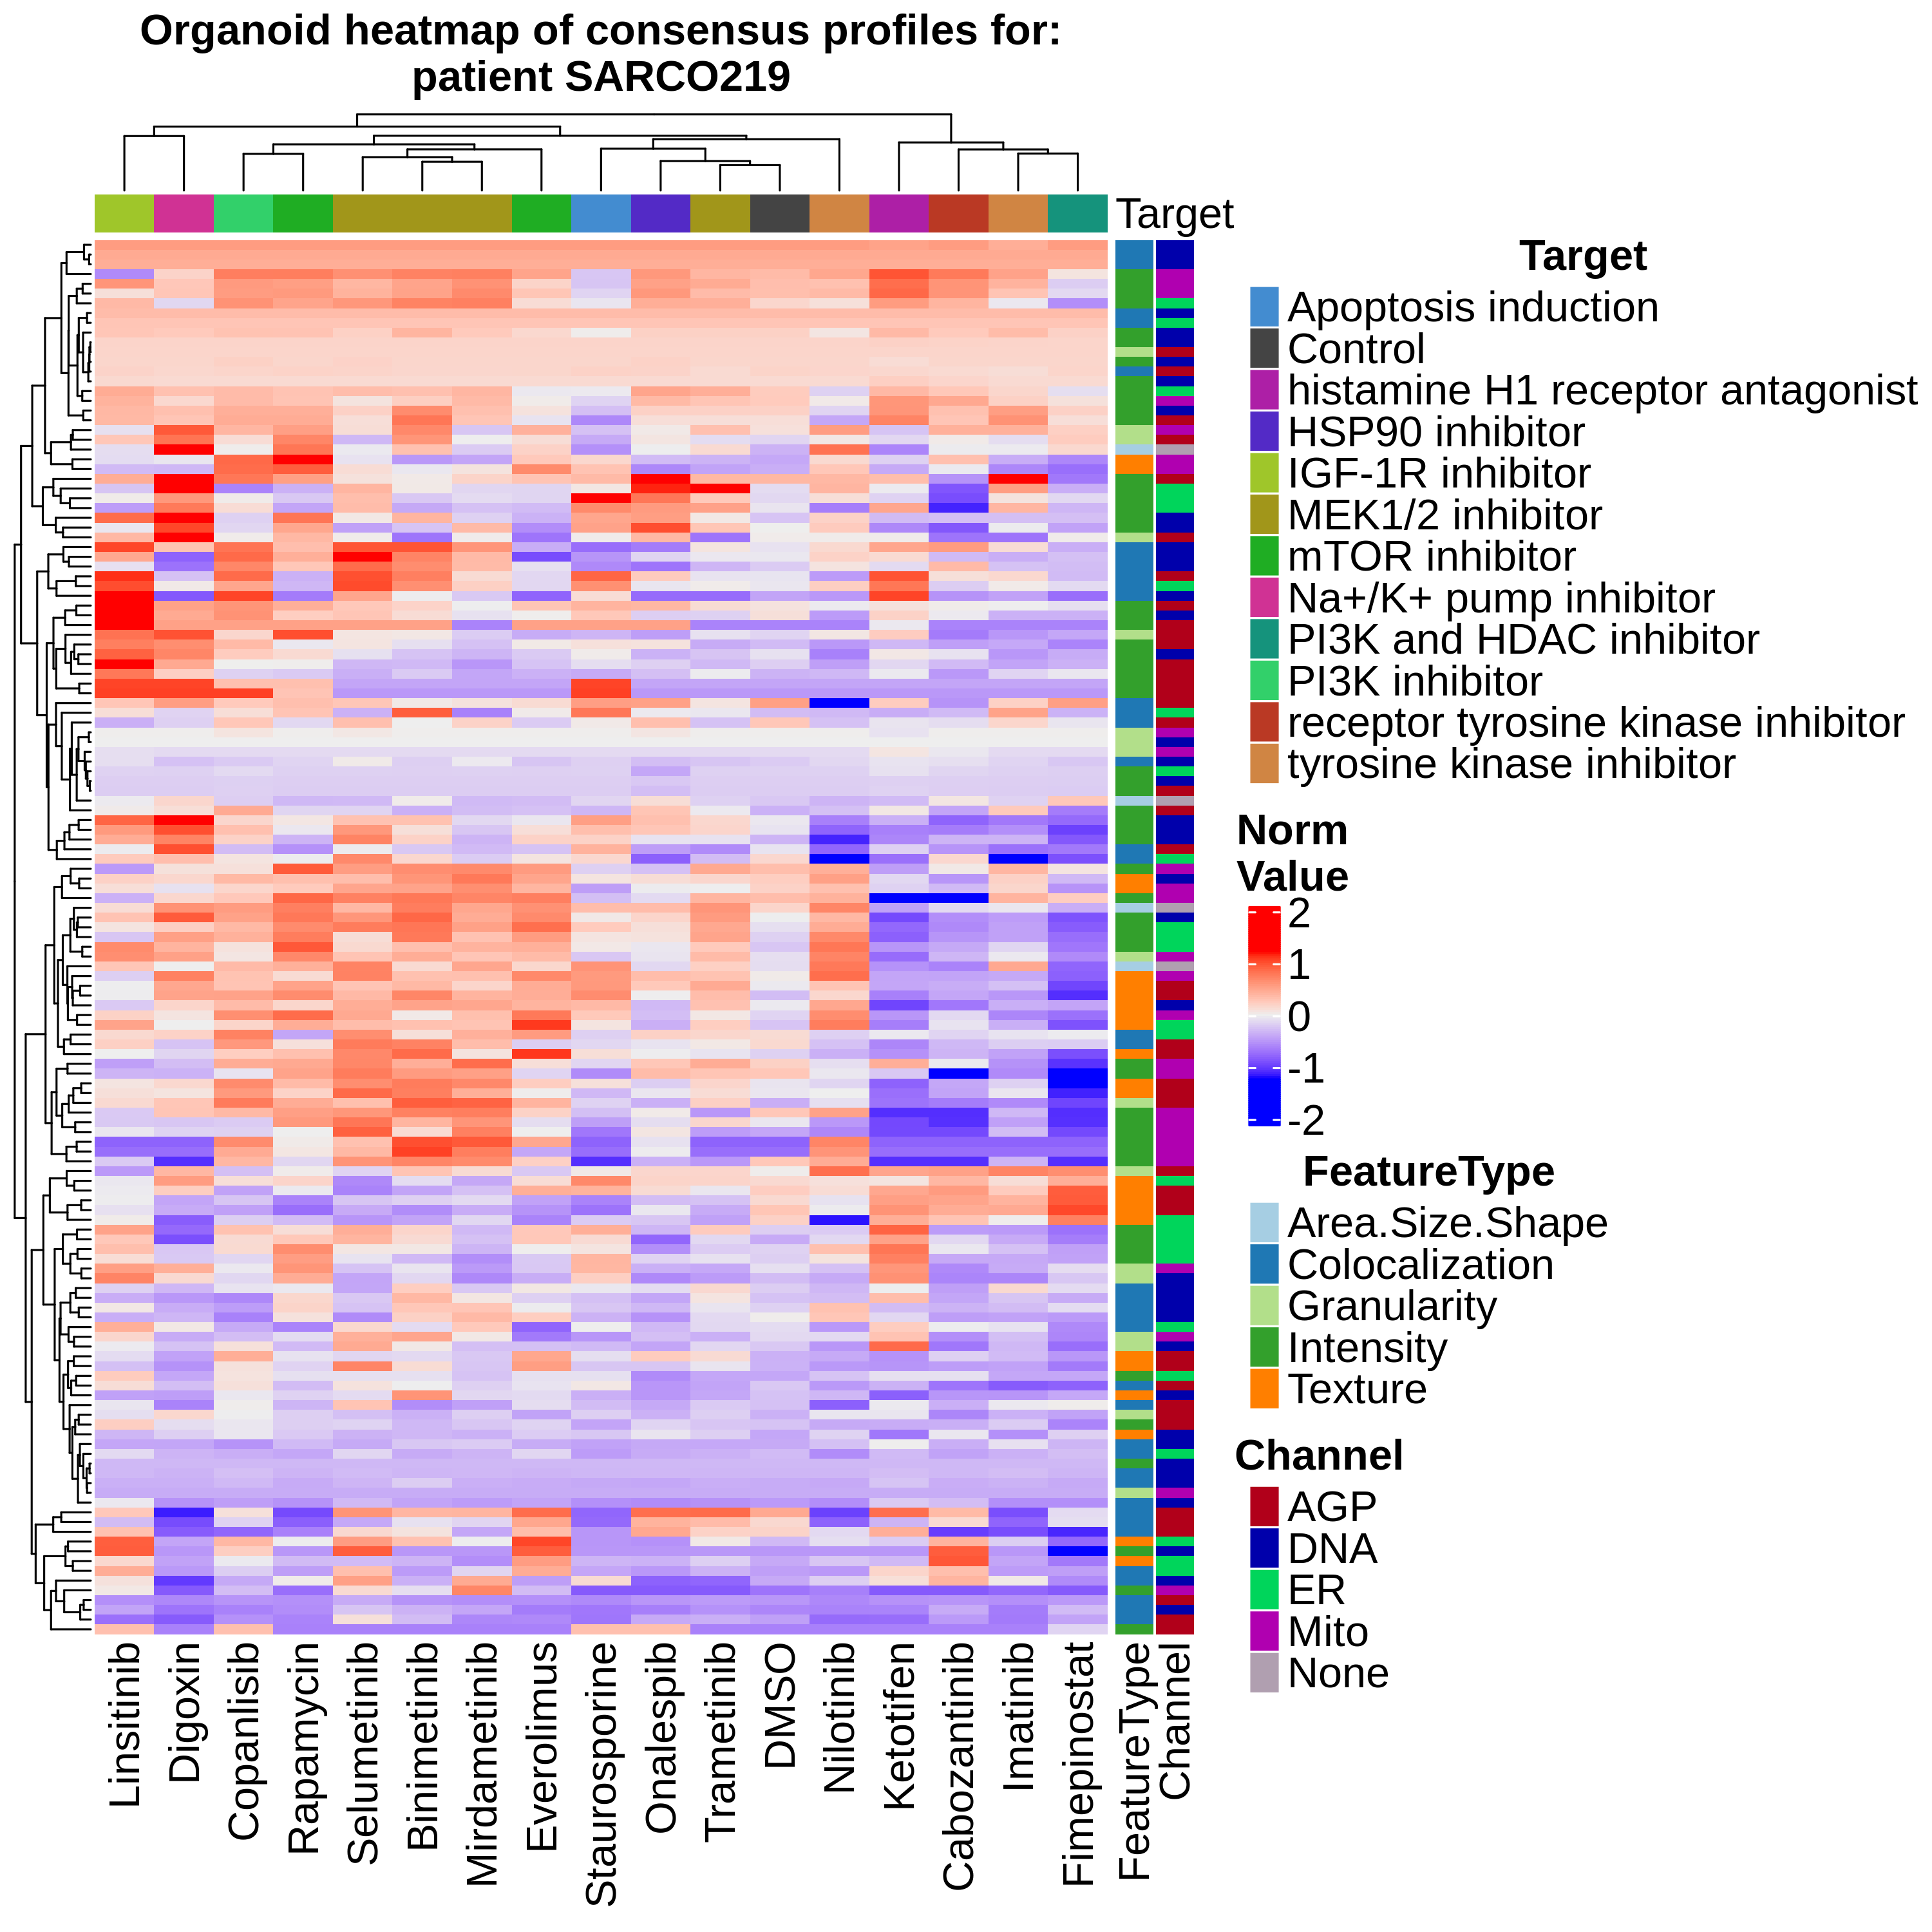 Organoid heatmap of consensus profiles for:
patient SARCO219
Target
Target
Apoptosis induction
Control
histamine H1 receptor antagonist
HSP90 inhibitor
IGF-1R inhibitor
MEK1/2 inhibitor
mTOR inhibitor
Na+/K+ pump inhibitor
PI3K and HDAC inhibitor
PI3K inhibitor
receptor tyrosine kinase inhibitor
tyrosine kinase inhibitor
Norm
Value
2
1
0
-1
-2
FeatureType
Area.Size.Shape
Colocalization
Granularity
Intensity
Texture
Channel
AGP
DNA
ER
Mito
None
Linsitinib
Digoxin
Copanlisib
Rapamycin
Selumetinib
Binimetinib
Mirdametinib
Everolimus
Staurosporine
Onalespib
Trametinib
DMSO
Nilotinib
Ketotifen
Cabozantinib
Imatinib
Fimepinostat
FeatureType
Channel